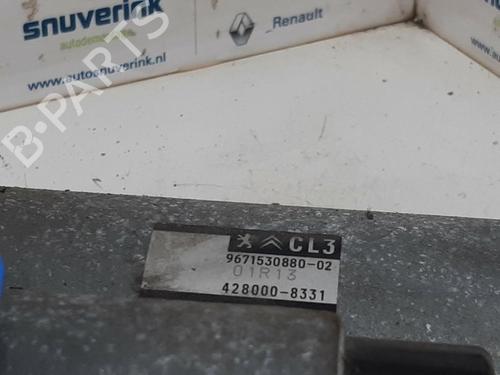 snuverink
autodemontage
www.autosnuverink.nl
Renault
B-PARTS
CL3
9671530880-02
01R13
428000-8331